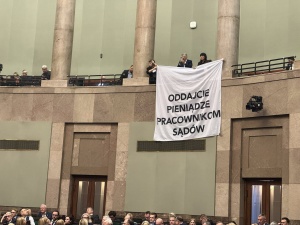 ODDAJCIE
PIENIĄDZE
PRACOWNIKOM
SĄDÓW